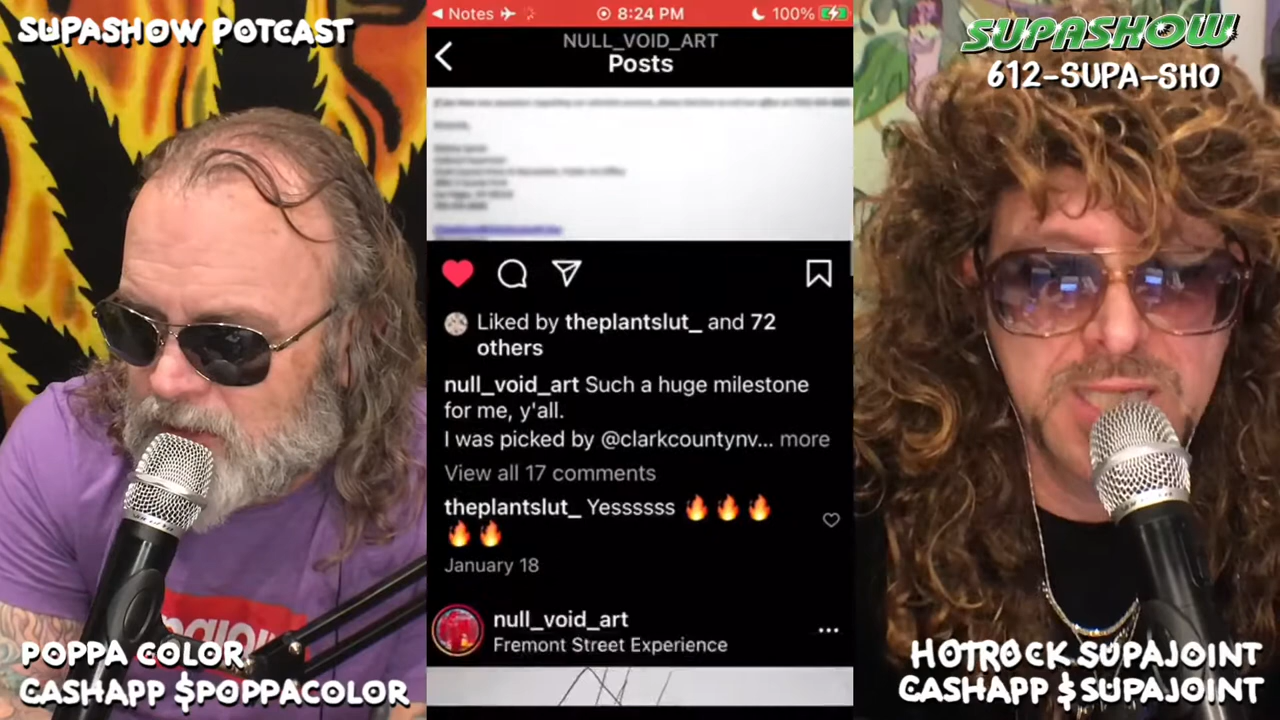 SUPASHOW POTCAST
SUPASHOW
612-SUPA-SHO
Notes
8:24 PM
100%
NULL_VOID_ART
Posts
Liked by theplantslut_ and 72
others
null_void_art Such a huge milestone
for me, y'all.
I was picked by @clarkcountynv... more
View all 17 comments
theplantslut_ Yessssss 🔥🔥🔥
🔥🔥
January 18
null_void_art
Fremont Street Experience
POPPA COLOR
CASHAPP $POPPACOLOR
HOTROCK SUPAJOINT
CASHAPP $SUPAJOINT